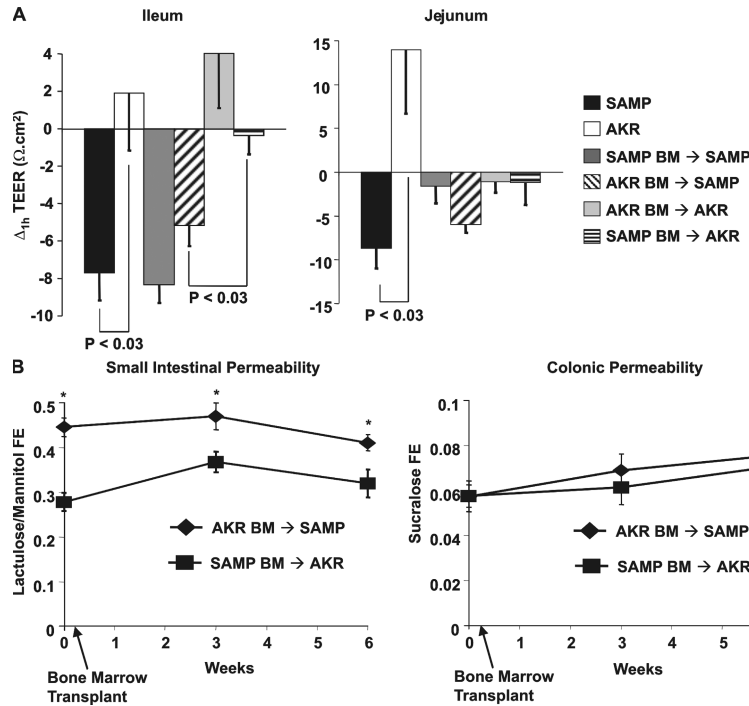 A
Ileum
Jejunum
Δ1h TEER (Ω.cm²)
4
2
0
-2
-4
-6
-8
-10
P < 0.03
P < 0.03
15
10
5
0
-5
-10
-15
P < 0.03
SAMP
AKR
SAMP BM → SAMP
AKR BM → SAMP
AKR BM → AKR
SAMP BM → AKR
B
Small Intestinal Permeability
Colonic Permeability
Lactulose/Mannitol FE
0.5
0.4
0.3
0.2
0.1
0
* * *
AKR BM → SAMP
SAMP BM → AKR
0 1 2 3 4 5 6
Weeks
Bone Marrow
Transplant
Sucralose FE
0.1
0.08
0.06
0.04
0.02
0
AKR BM → SAMP
SAMP BM → AKR
0 1 2 3 4 5
Weeks
Bone Marrow
Transplant